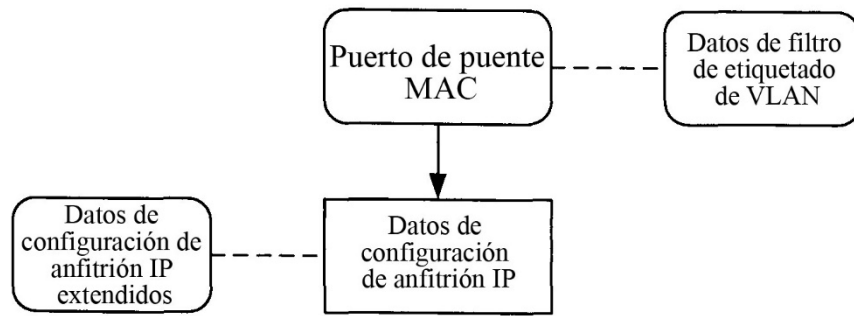 Puerto de puente
MAC
Datos de filtro
de etiquetado
de VLAN
Datos de
configuración de
anfitrión IP
extendidos
Datos de
configuración
de anfitrión IP